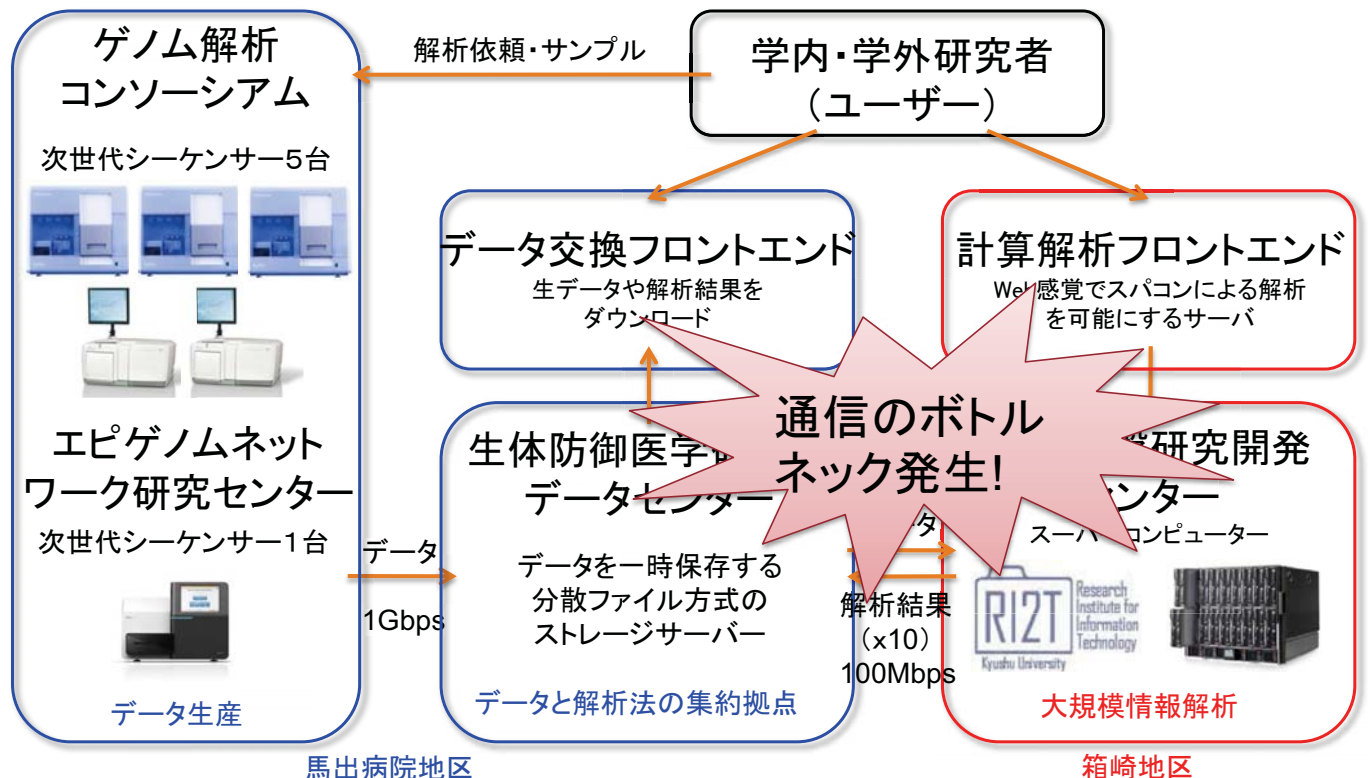 ゲノム解析
コンソーシアム
次世代シーケンサー5台
エピゲノムネット
ワーク研究センター
次世代シーケンサー1台
データ生産
解析依頼・サンプル
学内・学外研究者
（ユーザー）
データ交換フロントエンド
生データや解析結果を
ダウンロード
計算解析フロントエンド
Web感覚でスパコンによる解析
を可能にするサーバ
通信のボトル
ネック発生!
データ
1Gbps
生体防御医学
データセンター
データを一時保存する
分散ファイル方式の
ストレージサーバー
データと解析法の集約拠点
解析結果
（x10）
100Mbps
研究開発
ンター
スーパーコンピューター
RI2T
Research
Institute for
Information
Technology
Kyushu University
大規模情報解析
馬出病院地区
箱崎地区